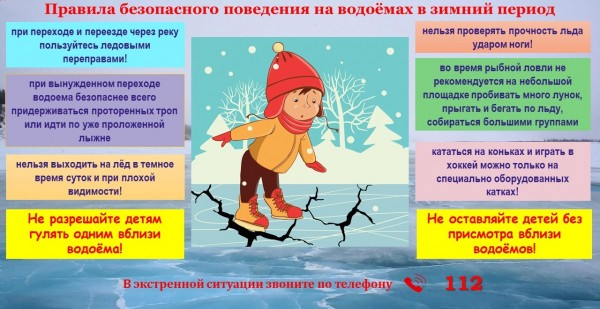 Правила безопасного поведения на водоёмах в зимний период
при переходе и переезде через реку
пользуйтесь ледовыми
переправами!
при вынужденном переходе
водоема безопаснее всего
придерживаться проторенных троп
или идти по уже проложенной
лыжне
нельзя выходить на лёд в темное
время суток и при плохой
видимости!
Не разрешайте детям
гулять одним вблизи
водоёма!
нельзя проверять прочность льда
ударом ноги!
во время рыбной ловли не
рекомендуется на небольшой
площадке пробивать много лунок,
прыгать и бегать по льду,
собираться большими группами
кататься на коньках и играть в
хоккей можно только на
специально оборудованных
катках!
Не оставляйте детей без
присмотра вблизи
водоёмов!
В экстренной ситуации звоните по телефону 112